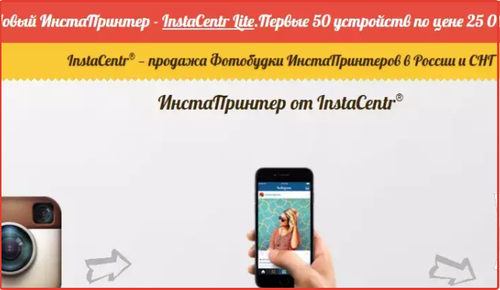 овый ИнстаПринтер - InstaCentr Lite.Первые 50 устройств по цене 25 0
InstaCentr® – продажа Фотобудки ИнстаПринтеров в России и СНГ
ИнстаПринтер от InstaCentr®